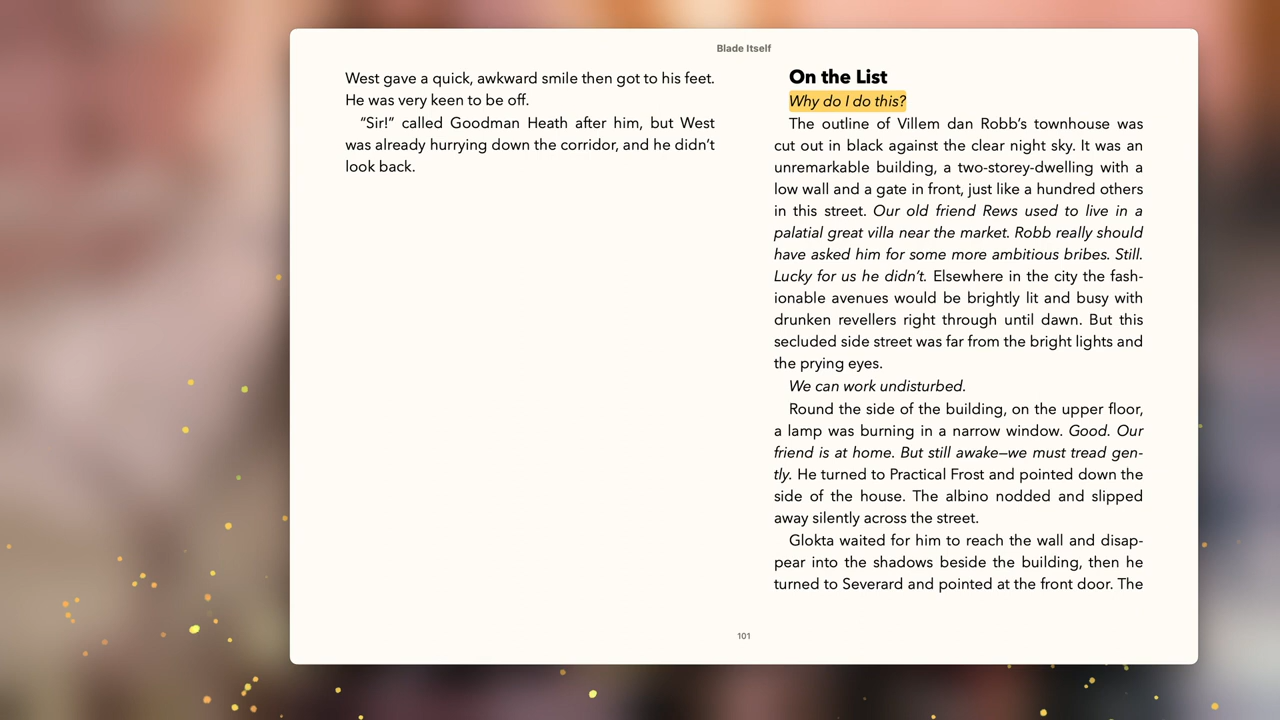 Blade Itself
West gave a quick, awkward smile then got to his feet.
He was very keen to be off.
“Sir!” called Goodman Heath after him, but West
was already hurrying down the corridor, and he didn’t
look back.
On the List
Why do I do this?
The outline of Villem dan Robb’s townhouse was
cut out in black against the clear night sky. It was an
unremarkable building, a two-storey-dwelling with a
low wall and a gate in front, just like a hundred others
in this street. Our old friend Rews used to live in a
palatial great villa near the market. Robb really should
have asked him for some more ambitious bribes. Still.
Lucky for us he didn’t. Elsewhere in the city the fash-
ionable avenues would be brightly lit and busy with
drunken revellers right through until dawn. But this
secluded side street was far from the bright lights and
the prying eyes.
We can work undisturbed.
Round the side of the building, on the upper floor,
a lamp was burning in a narrow window. Good. Our
friend is at home. But still awake—we must tread gen-
tly. He turned to Practical Frost and pointed down the
side of the house. The albino nodded and slipped
away silently across the street.
Glokta waited for him to reach the wall and disap-
pear into the shadows beside the building, then he
turned to Severard and pointed at the front door. The
101